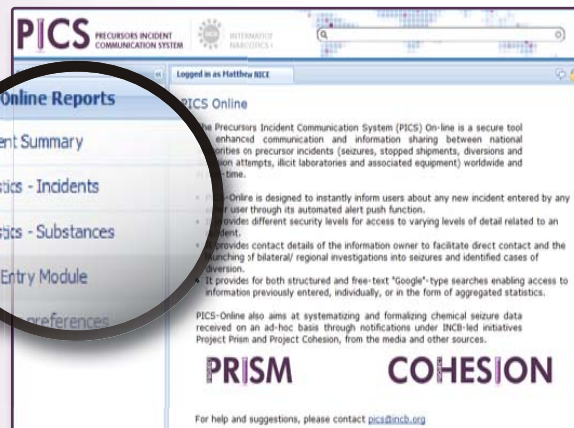 PICS PRECURSORS INCIDENT
COMMUNICATION SYSTEM
INTERNATIO
NARCOTICS
Logged in as Matthew NICE
Online Reports
ent Summary
stics - Incidents
stics - Substances
Entry Module
preferences
PICS Online
The Precursors Incident Communication System (PICS) On-line is a secure tool
enhanced communication and information sharing between national
orities on precursor incidents (seizures, stopped shipments, diversions and
sion attempts, illicit laboratories and associated equipment) worldwide and
-time.
-Online is designed to instantly inform users about any new incident entered by any
user through its automated alert push function.
provides different security levels for access to varying levels of detail related to an
dent.
provides contact details of the information owner to facilitate direct contact and the
unching of bilateral/ regional investigations into seizures and identified cases of
diversion.
• It provides for both structured and free-text "Google"-type searches enabling access to
information previously entered, individually, or in the form of aggregated statistics.
PICS-Online also aims at systematizing and formalizing chemical seizure data
received on an ad-hoc basis through notifications under INCB-led initiatives
Project Prism and Project Cohesion, from the media and other sources.
PRISM COHESION
For help and suggestions, please contact pics@incb.org